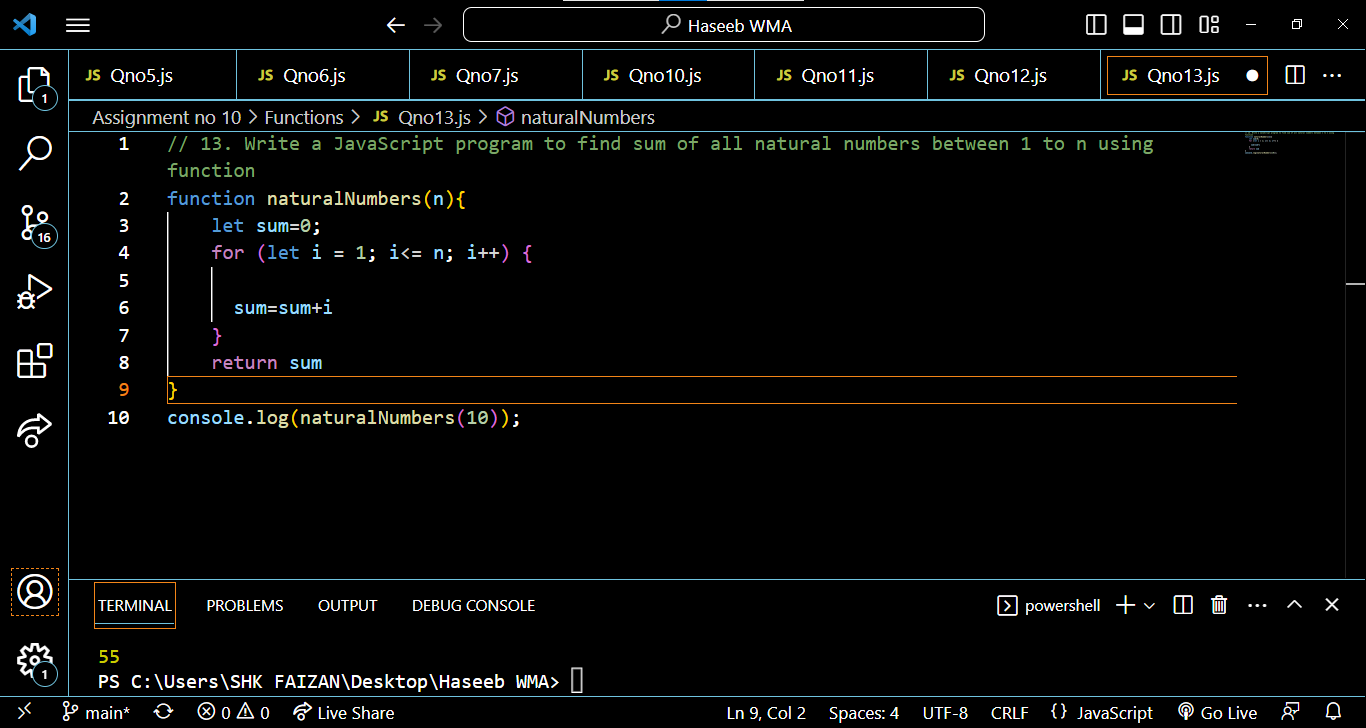 Haseeb WMA
JS Qno5.js JS Qno6.js JS Qno7.js JS Qno10.js JS Qno11.js JS Qno12.js JS Qno13.js
Assignment no 10 > Functions > JS Qno13.js > naturalNumbers
1 // 13. Write a JavaScript program to find sum of all natural numbers between 1 to n using
function
2 function naturalNumbers(n){
3 let sum=0;
4 for (let i = 1; i<= n; i++) {
5
6 sum=sum+i
7 }
8 return sum
9 }
10 console.log(naturalNumbers(10));
1
16
1
TERMINAL PROBLEMS OUTPUT DEBUG CONSOLE powershell
55
PS C:\Users\SHK FAIZAN\Desktop\Haseeb WMA>
main* 0 0 Live Share Ln 9, Col 2 Spaces: 4 UTF-8 CRLF {} JavaScript Go Live